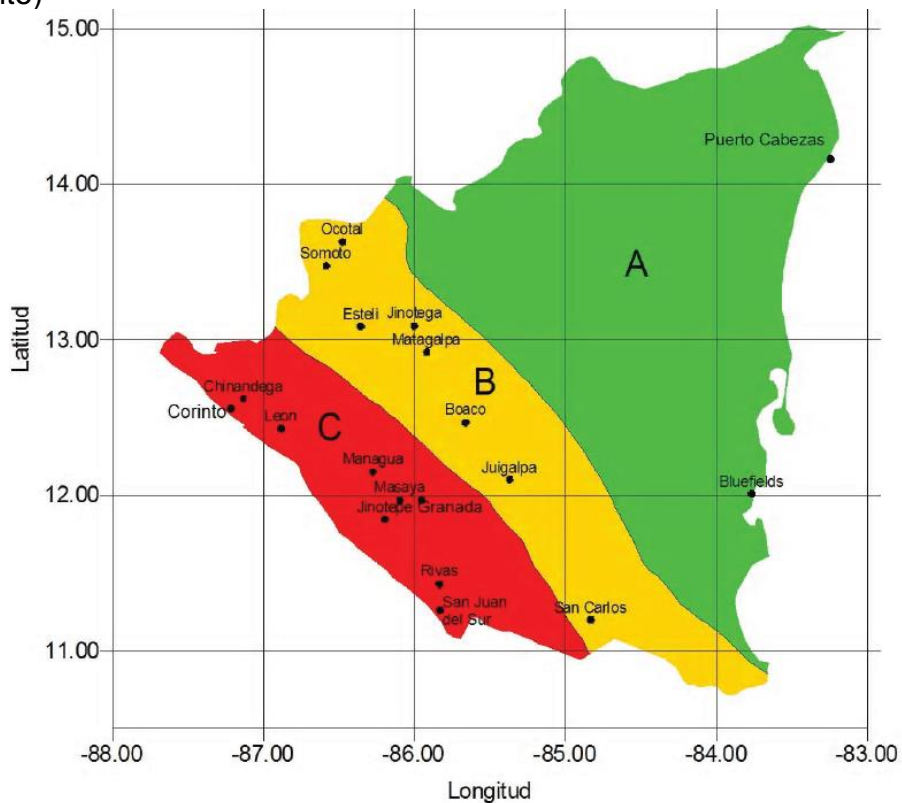 15.00
Puerto Cabezas
14.00
Ocotal
Somoto
A
Esteli Jinotega
13.00
Matagalpa
B
Chinandega
Corinto
Leon
C
Boaco
Managua
Juigalpa
Masaya
12.00
Bluefields
Jinotepe Granada
Rivas
San Juan
del Sur
San Carlos
11.00
Latitud
-88.00 -87.00 -86.00 -85.00 -84.00 -83.00
Longitud